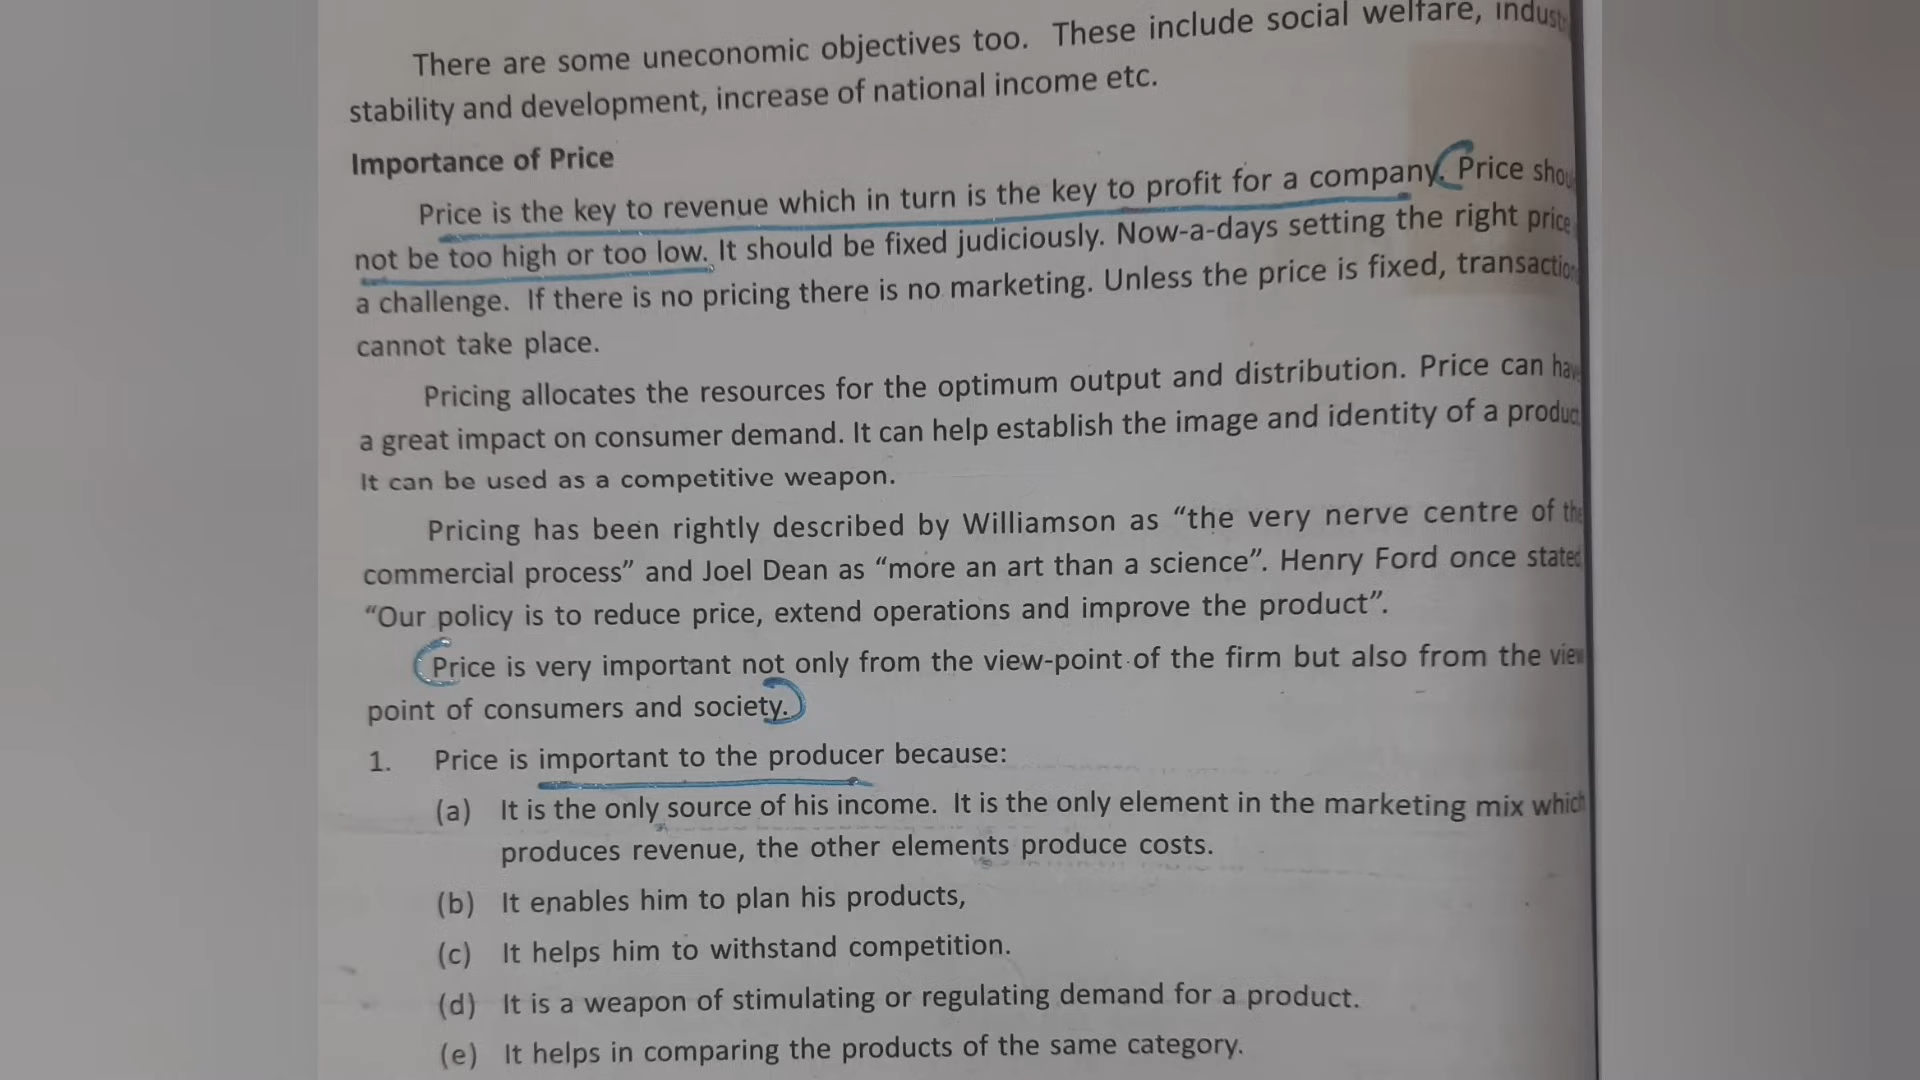 There are some uneconomic objectives too. These include social welfare,
stability and development, increase of national income etc.
Importance of Price
Price is the key to revenue which in turn is the key to profit for a company. Price
not be too high or too low. It should be fixed judiciously. Now-a-days setting the right price
a challenge. If there is no pricing there is no marketing. Unless the price is fixed,
cannot take place.
Pricing allocates the resources for the optimum output and distribution. Price can
a great impact on consumer demand. It can help establish the image and identity of a
It can be used as a competitive weapon.
Pricing has been rightly described by Williamson as “the very nerve centre of the
commercial process” and Joel Dean as “more an art than a science”. Henry Ford once stated
“Our policy is to reduce price, extend operations and improve the product”.
Price is very important not only from the view-point of the firm but also from the view
point of consumers and society.
1. Price is important to the producer because:
(a) It is the only source of his income. It is the only element in the marketing mix which
produces revenue, the other elements produce costs.
(b) It enables him to plan his products,
(c) It helps him to withstand competition.
(d) It is a weapon of stimulating or regulating demand for a product.
(e) It helps in comparing the products of the same category.